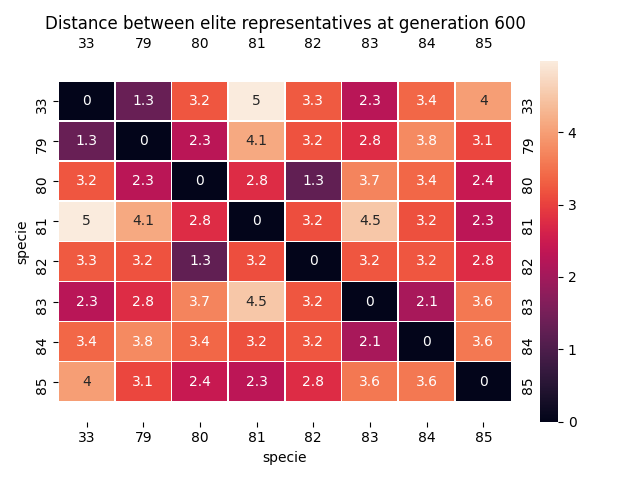 Distance between elite representatives at generation 600
33 79 80 81 82 83 84 85
33 0 1.3 3.2 5 3.3 2.3 3.4 4 33
79 1.3 0 2.3 4.1 3.2 2.8 3.8 3.1 79
80 3.2 2.3 0 2.8 1.3 3.7 3.4 2.4 80
81 5 4.1 2.8 0 3.2 4.5 3.2 2.3 81
82 3.3 3.2 1.3 3.2 0 3.2 3.2 2.8 82
83 2.3 2.8 3.7 4.5 3.2 0 2.1 3.6 83
84 3.4 3.8 3.4 3.2 3.2 2.1 0 3.6 84
85 4 3.1 2.4 2.3 2.8 3.6 3.6 0 85
33 79 80 81 82 83 84 85
specie
specie
4
3
2
1
0